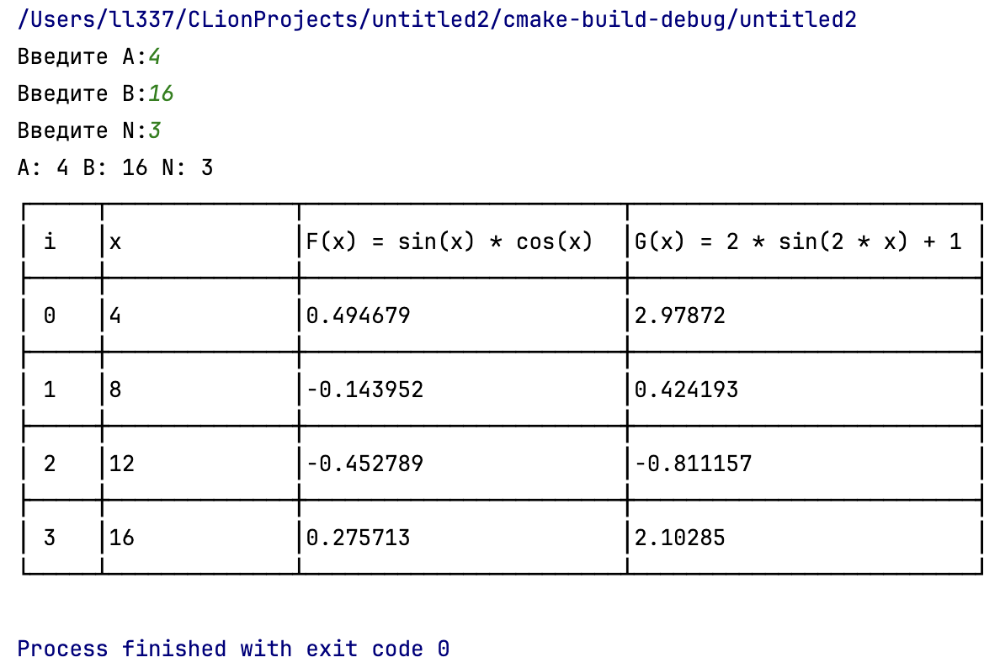 /Users/ll337/CLionProjects/untitled2/cmake-build-debug/untitled2
Введите A:4
Введите B:16
Введите N:3
A: 4 B: 16 N: 3
i x F(x) = sin(x) * cos(x) G(x) = 2 * sin(2 * x) + 1
0 4 0.494679 2.97872
1 8 -0.143952 0.424193
2 12 -0.452789 -0.811157
3 16 0.275713 2.10285
Process finished with exit code 0